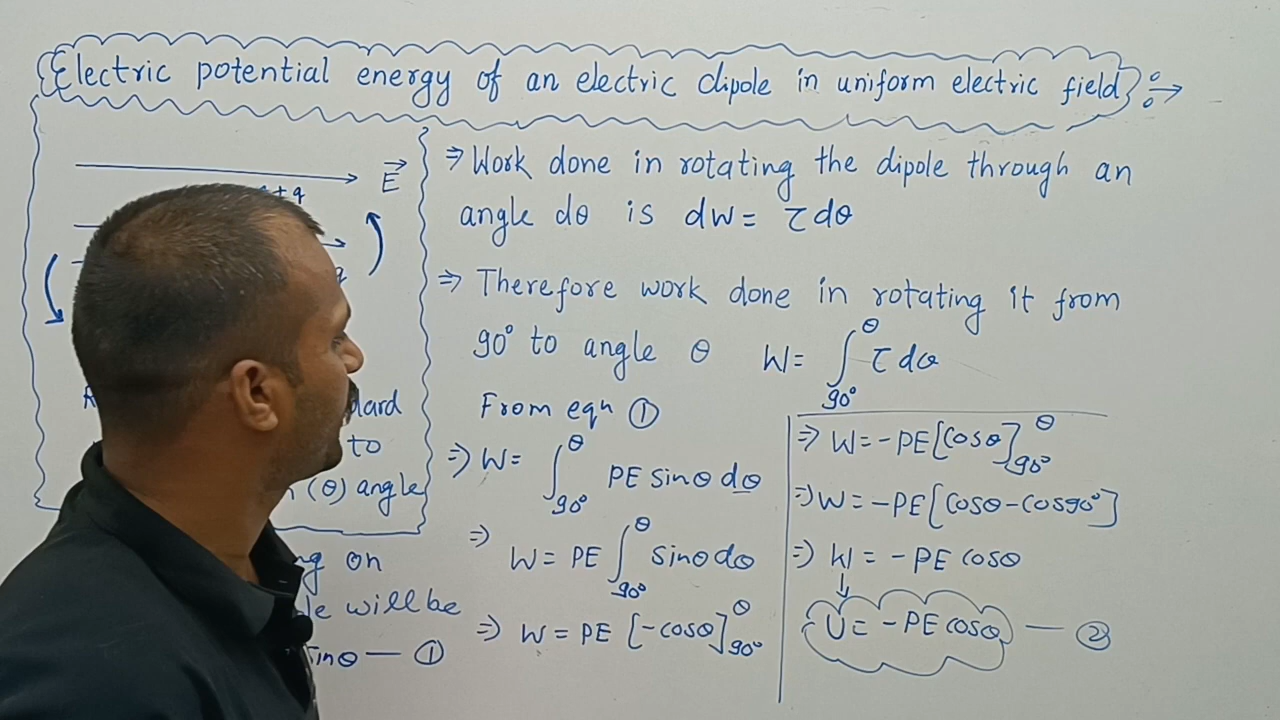 Electric potential energy of an electric dipole in uniform electric field :→
E⃗
+q
q
dard
to
(θ) angle
on
will be
sinθ — ①
⇒ Work done in rotating the dipole through an
angle dθ is dW = τdθ
⇒ Therefore work done in rotating it from
90° to angle θ W = ∫_{90°}^{θ} τ dθ
From eqn ①
⇒ W = ∫_{90°}^{θ} PE sinθ dθ
⇒ W = PE ∫_{90°}^{θ} sinθ dθ
⇒ W = PE [-cosθ]_{90°}^{θ}
⇒ W = -PE[cosθ]_{90°}^{θ}
⇒ W = -PE[cosθ-cos90°]
⇒ W = -PE cosθ
↓
U = -PE cosθ — ②